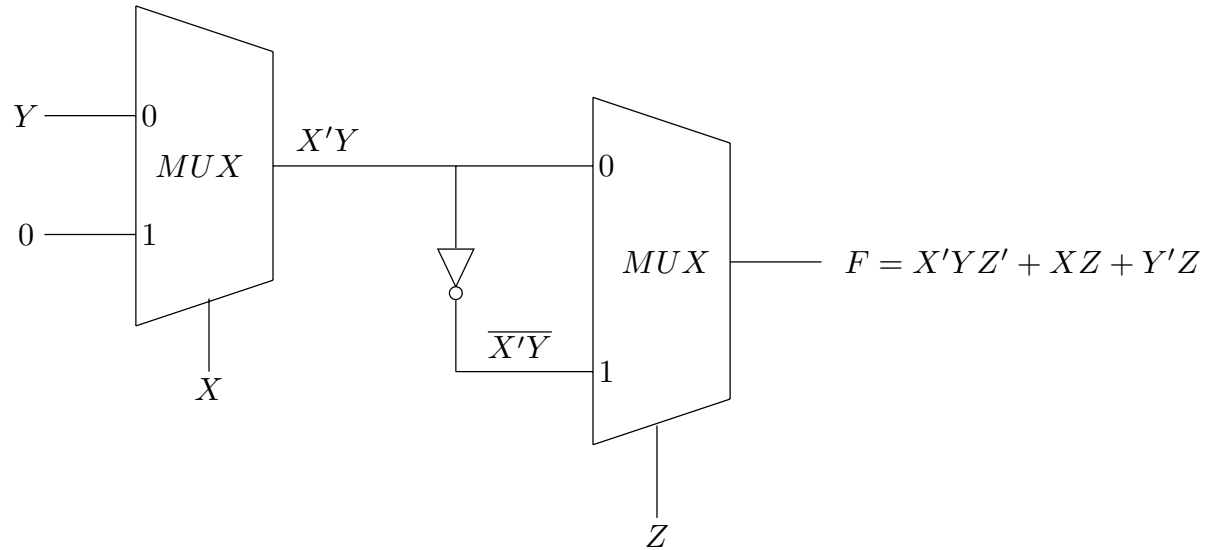 Y
0
MUX
0
1
X
X'Y
$\overline{X'Y}$
0
MUX
1
Z
F = X'YZ' + XZ + Y'Z